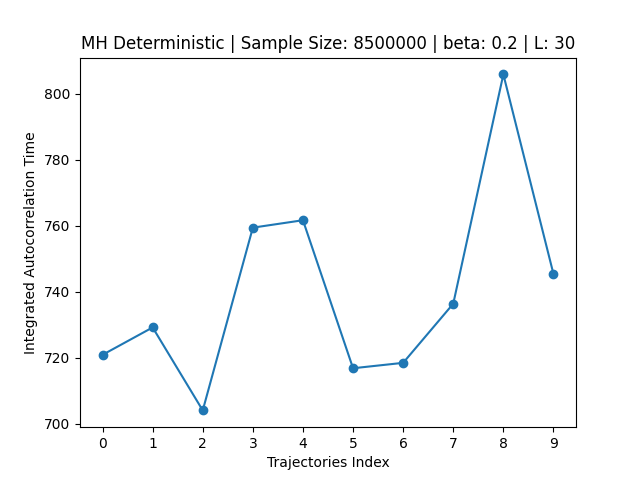 MH Deterministic | Sample Size: 8500000 | beta: 0.2 | L: 30
Integrated Autocorrelation Time
800
780
760
740
720
700
0 1 2 3 4 5 6 7 8 9
Trajectories Index